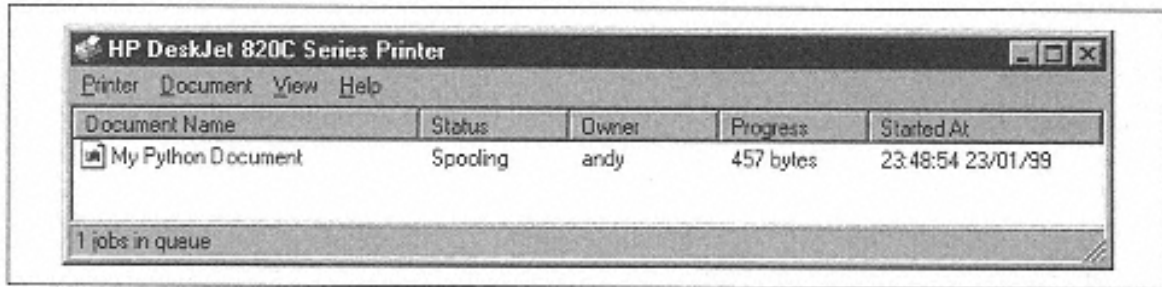 HP DeskJet 820C Series Printer
Printer Document View Help
Document Name Status Owner Progress Started At
My Python Document Spooling andy 457 bytes 23:48:54 23/01/99
1 jobs in queue